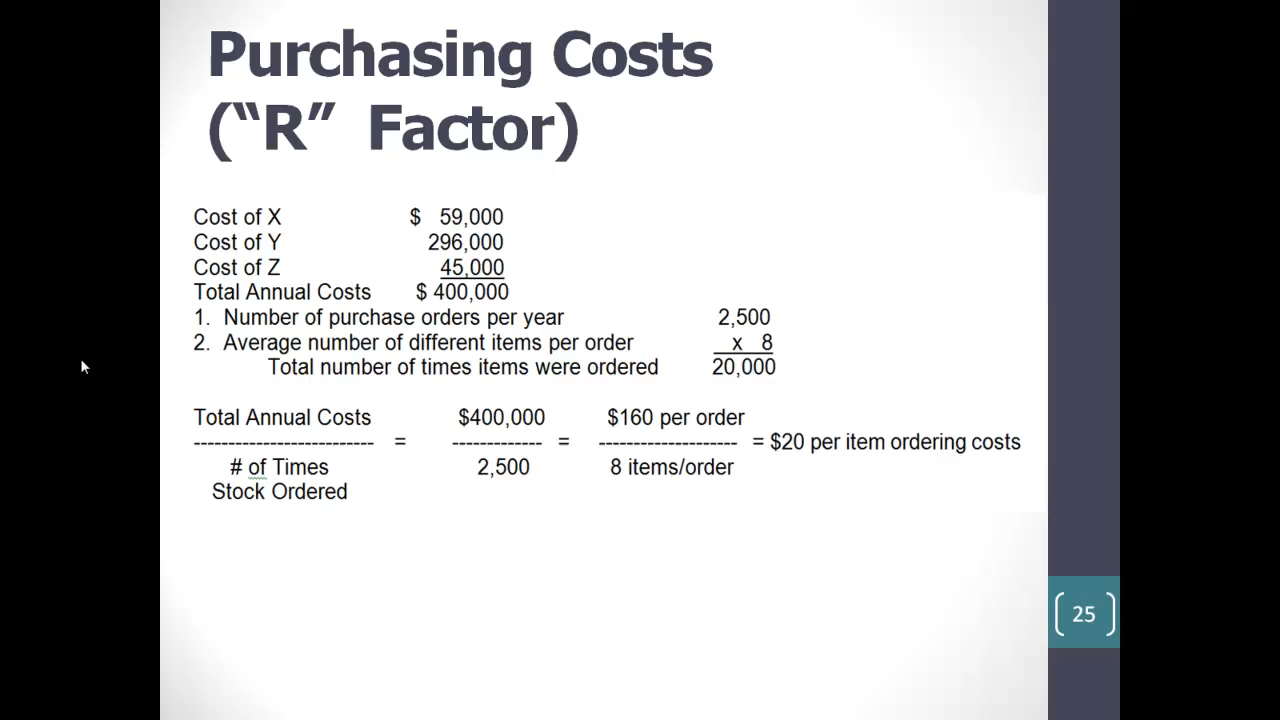 Purchasing Costs
(“R” Factor)
Cost of X $ 59,000
Cost of Y 296,000
Cost of Z 45,000
Total Annual Costs $ 400,000
1. Number of purchase orders per year 2,500
2. Average number of different items per order x 8
Total number of times items were ordered 20,000
Total Annual Costs $400,000 $160 per order
-------------------------- = ------------- = -------------------- = $20 per item ordering costs
# of Times 2,500 8 items/order
Stock Ordered
25